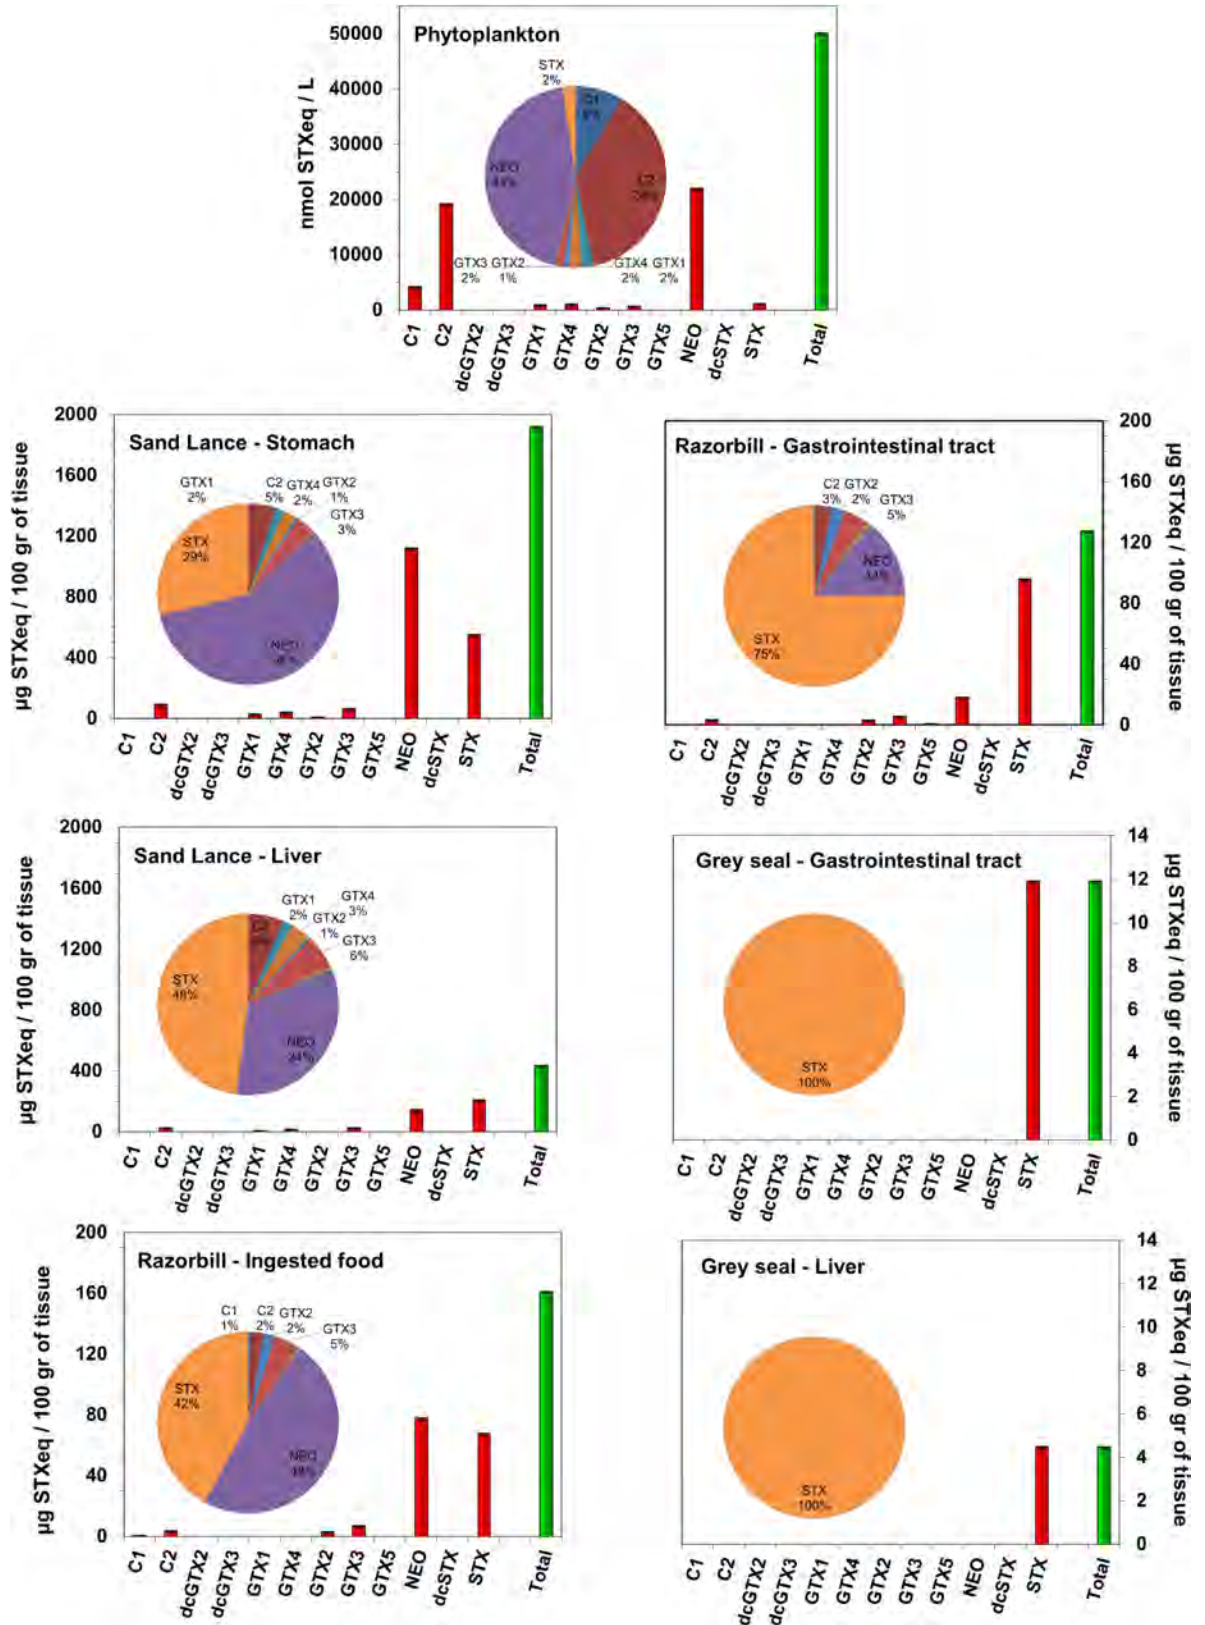 Phytoplankton
nmol STXeq / L
50000
40000
30000
20000
10000
0
STX
2%
C1
NEO
44%
C2
GTX3
2%
GTX2
1%
GTX4
2%
GTX1
2%
C1 C2 dcGTX2 dcGTX3 GTX1 GTX4 GTX2 GTX3 GTX5 NEO dcSTX STX Total
Sand Lance - Stomach
µg STXeq / 100 gr of tissue
2000
1600
1200
800
400
0
GTX1
2%
C2
5%
GTX4
2%
GTX2
1%
GTX3
3%
STX
29%
NEO
C1 C2 dcGTX2 dcGTX3 GTX1 GTX4 GTX2 GTX3 GTX5 NEO dcSTX STX Total
Razorbill - Gastrointestinal tract
µg STXeq / 100 gr of tissue
200
160
120
80
40
0
C2
3%
GTX2
2%
GTX3
5%
NEO
14%
STX
75%
C1 C2 dcGTX2 dcGTX3 GTX1 GTX4 GTX2 GTX3 GTX5 NEO dcSTX STX Total
Sand Lance - Liver
µg STXeq / 100 gr of tissue
2000
1600
1200
800
400
0
C2
GTX1
2%
GTX4
3%
GTX2
1%
GTX3
6%
STX
48%
NEO
34%
C1 C2 dcGTX2 dcGTX3 GTX1 GTX4 GTX2 GTX3 GTX5 NEO dcSTX STX Total
Grey seal - Gastrointestinal tract
µg STXeq / 100 gr of tissue
14
12
10
8
6
4
2
0
STX
100%
C1 C2 dcGTX2 dcGTX3 GTX1 GTX4 GTX2 GTX3 GTX5 NEO dcSTX STX Total
Razorbill - Ingested food
µg STXeq / 100 gr of tissue
200
160
120
80
40
0
C1
1%
C2
2%
GTX2
2%
GTX3
5%
STX
42%
NEO
48%
C1 C2 dcGTX2 dcGTX3 GTX1 GTX4 GTX2 GTX3 GTX5 NEO dcSTX STX Total
Grey seal - Liver
µg STXeq / 100 gr of tissue
14
12
10
8
6
4
2
0
STX
100%
C1 C2 dcGTX2 dcGTX3 GTX1 GTX4 GTX2 GTX3 GTX5 NEO dcSTX STX Total